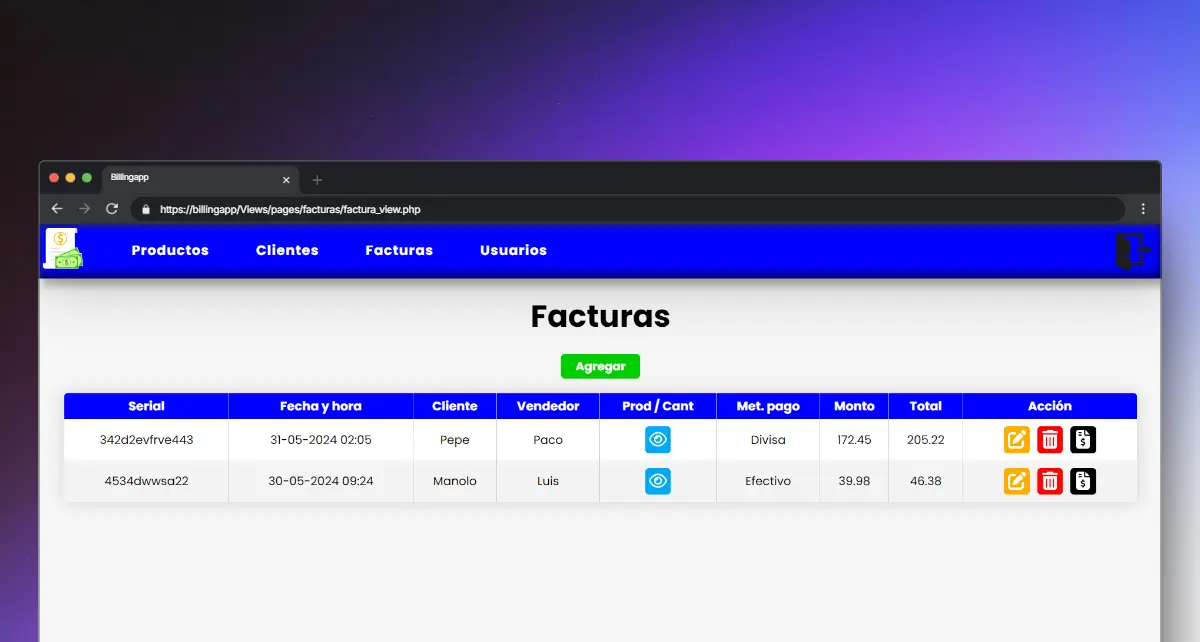 Billingapp
https://billingapp/Views/pages/facturas/factura_view.php
Productos Clientes Facturas Usuarios
Facturas
Agregar
Serial Fecha y hora Cliente Vendedor Prod / Cant Met. pago Monto Total Acción
342d2evfrve443 31-05-2024 02:05 Pepe Paco Divisa 172.45 205.22
4534dwwsa22 30-05-2024 09:24 Manolo Luis Efectivo 39.98 46.38